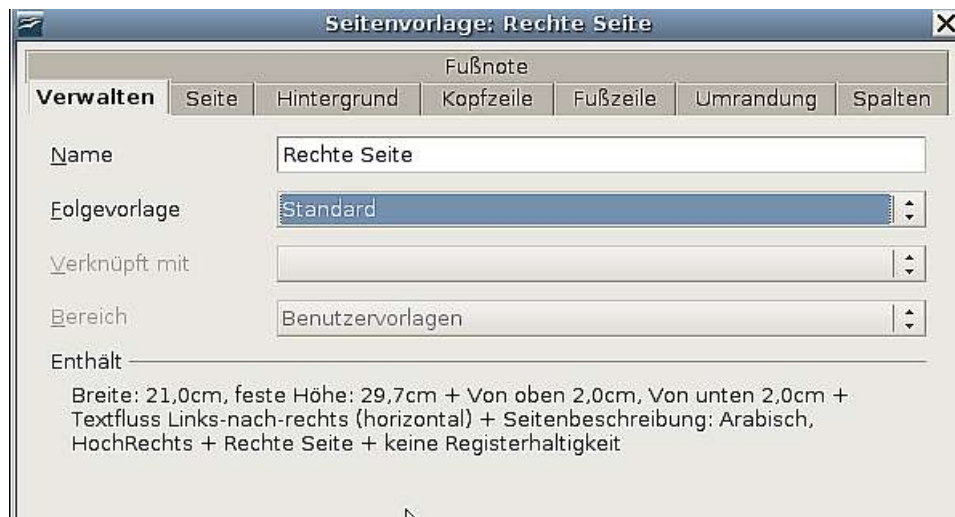 Seitenvorlage: Rechte Seite
Fußnote
Verwalten Seite Hintergrund Kopfzeile Fußzeile Umrandung Spalten
Name Rechte Seite
Folgevorlage Standard
Verknüpft mit
Bereich Benutzervorlagen
Enthält
Breite: 21,0cm, feste Höhe: 29,7cm + Von oben 2,0cm, Von unten 2,0cm +
Textfluss Links-nach-rechts (horizontal) + Seitenbeschreibung: Arabisch,
HochRechts + Rechte Seite + keine Registerhaltigkeit